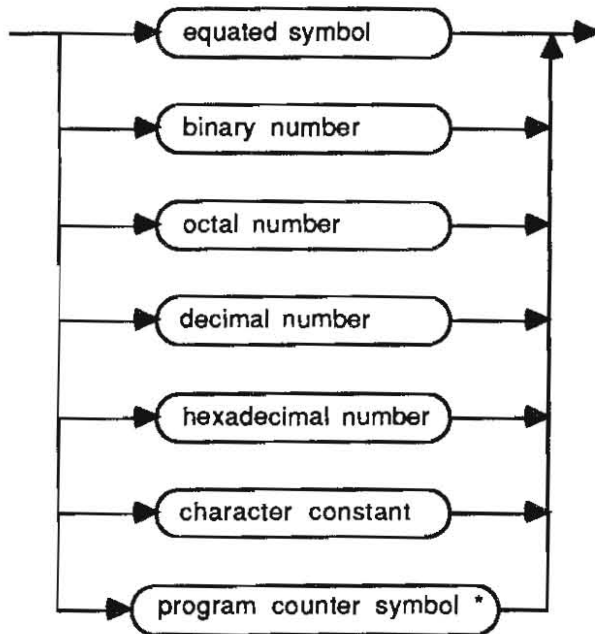 equated symbol
binary number
octal number
decimal number
hexadecimal number
character constant
program counter symbol *